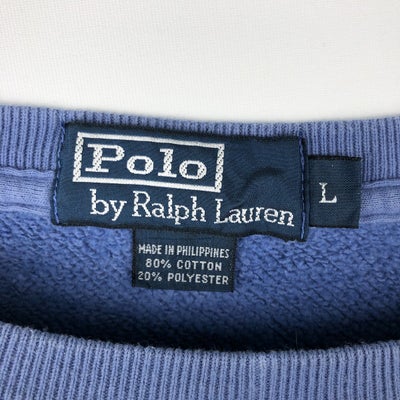 Polo
by Ralph Lauren
L
MADE IN PHILIPPINES
80% COTTON
20% POLYESTER